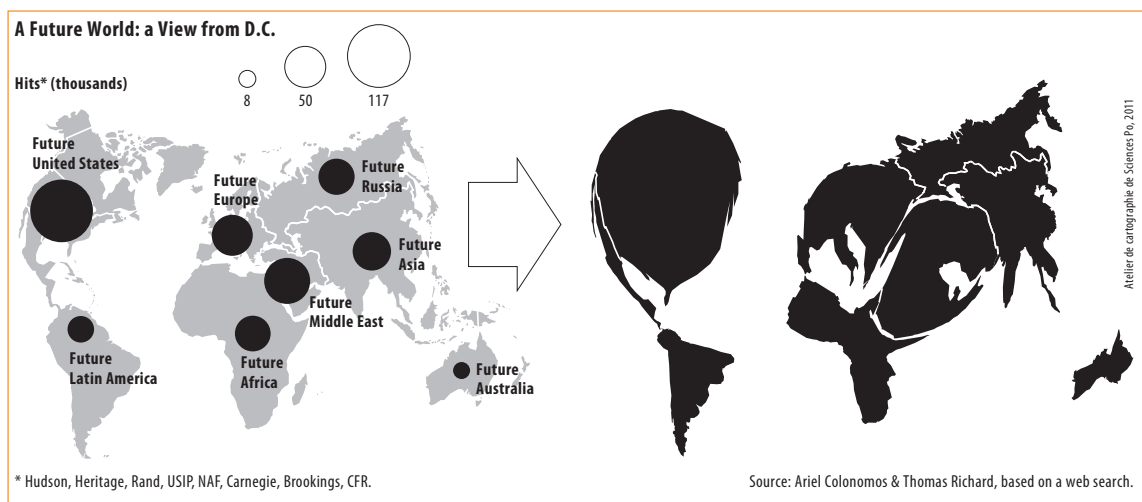 A Future World: a View from D.C.
Hits* (thousands)
8
50
117
Future
United States
Future
Europe
Future
Russia
Future
Asia
Future
Middle East
Future
Latin America
Future
Africa
Future
Australia
Atelier de cartographie de Sciences Po, 2011
* Hudson, Heritage, Rand, USIP, NAF, Carnegie, Brookings, CFR.
Source: Ariel Colonomos & Thomas Richard, based on a web search.